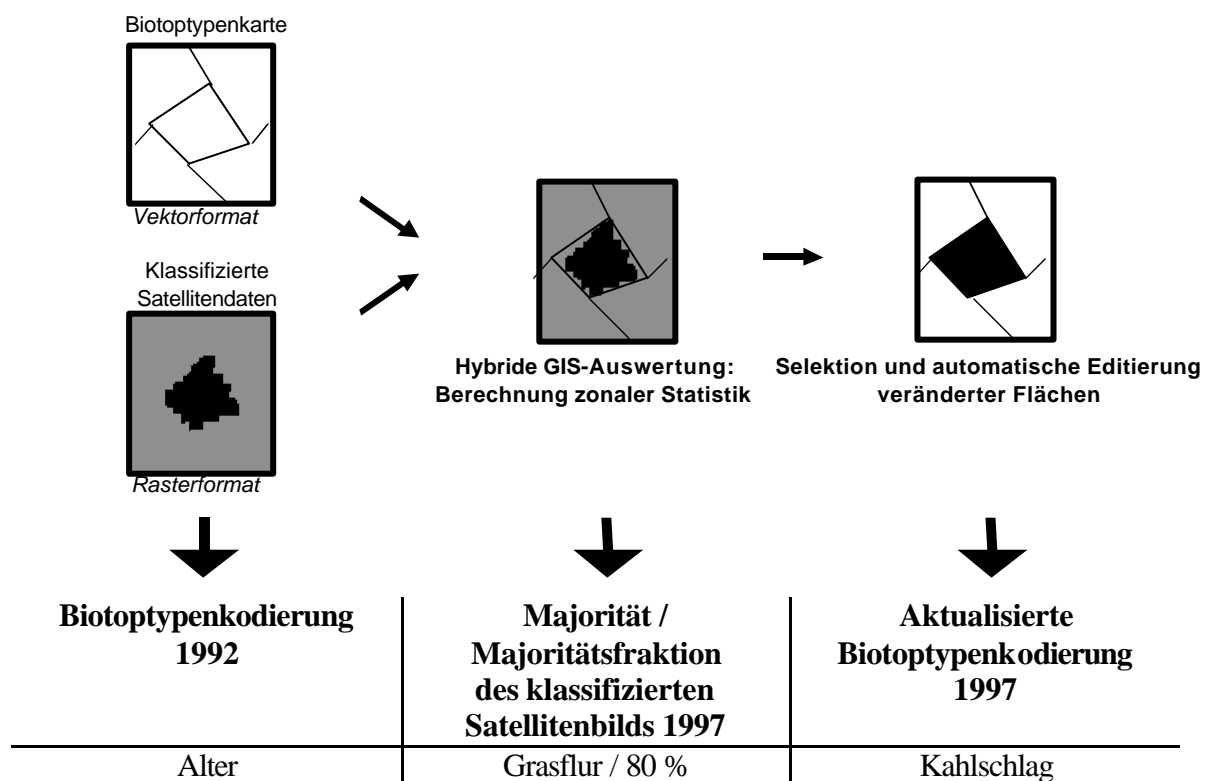 Biotoptypenkarte
Vektorformat
Klassifizierte
Satellitendaten
Rasterformat
Hybride GIS-Auswertung:
Berechnung zonaler Statistik
Selektion und automatische Editierung
veränderter Flächen
Biotoptypenkodierung
1992
Majorität /
Majoritätsfraktion
des klassifizierten
Satellitenbilds 1997
Aktualisierte
Biotoptypenkodierung
1997
Alter
Grasflur / 80 %
Kahlschlag